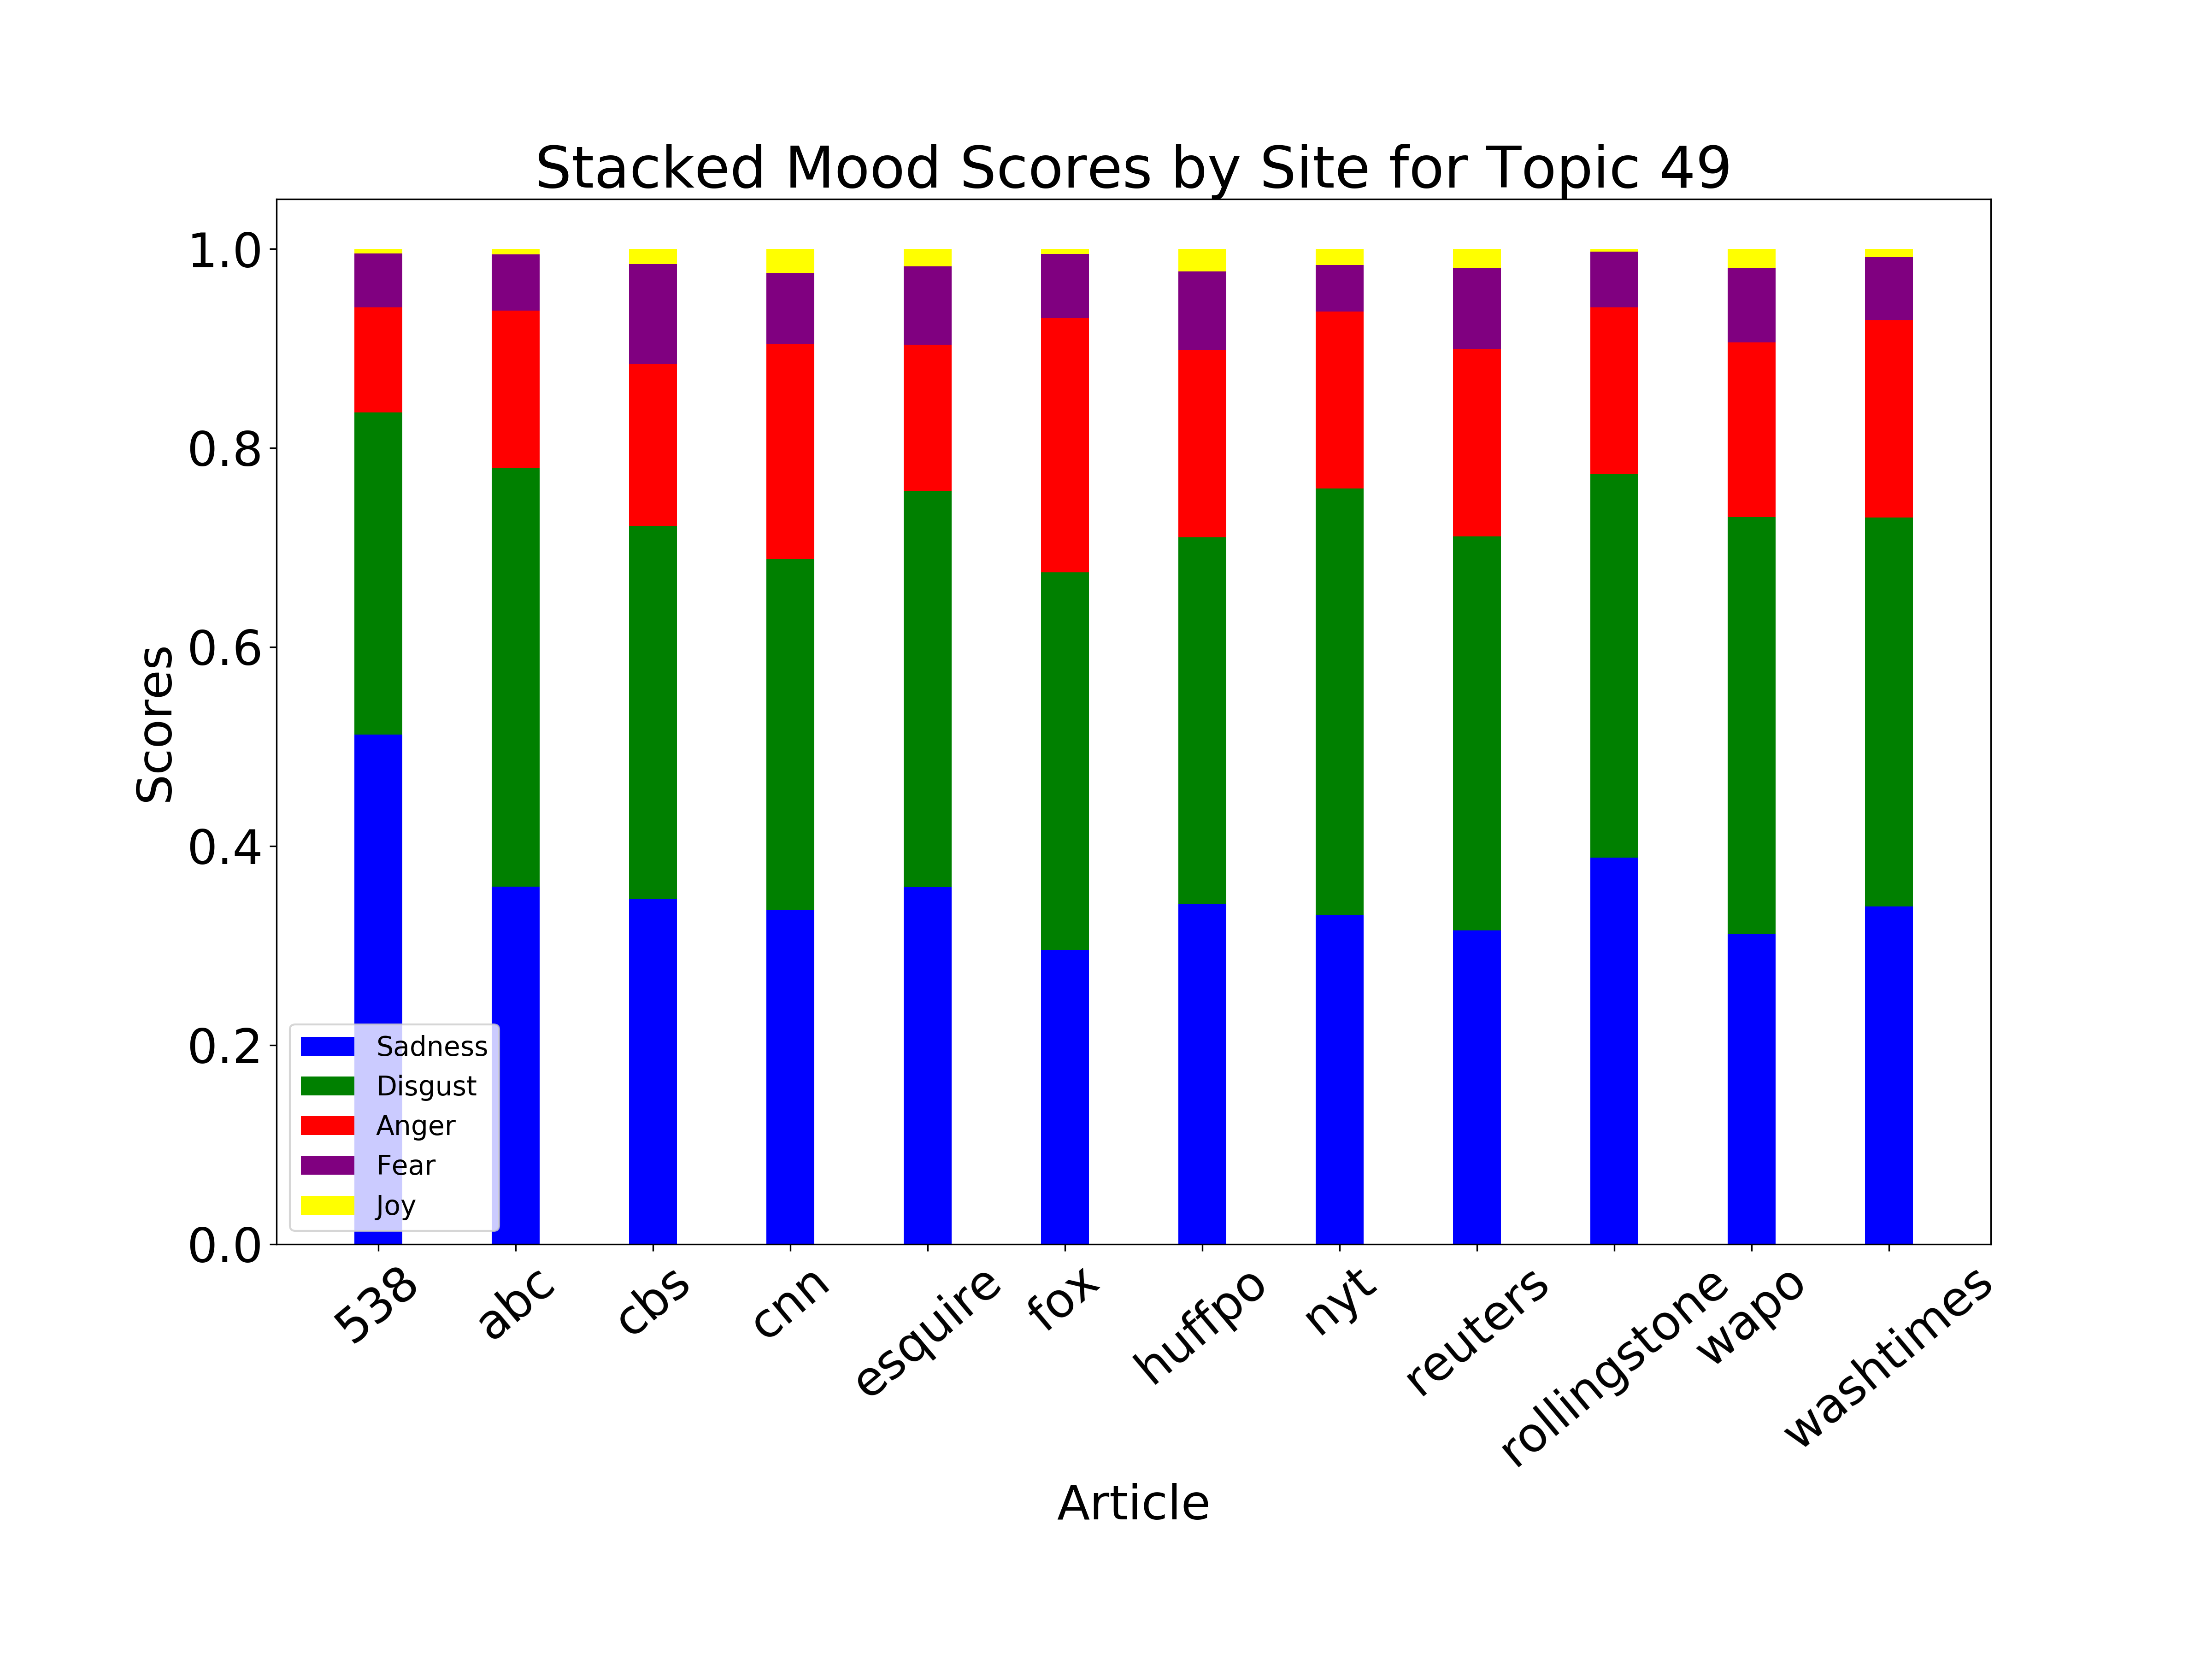 Stacked Mood Scores by Site for Topic 49
Scores
1.0
0.8
0.6
0.4
0.2
0.0
Sadness
Disgust
Anger
Fear
Joy
538
abc
cbs
cnn
esquire
fox
huffpo
nyt
reuters
rollingstone
wapo
washtimes
Article